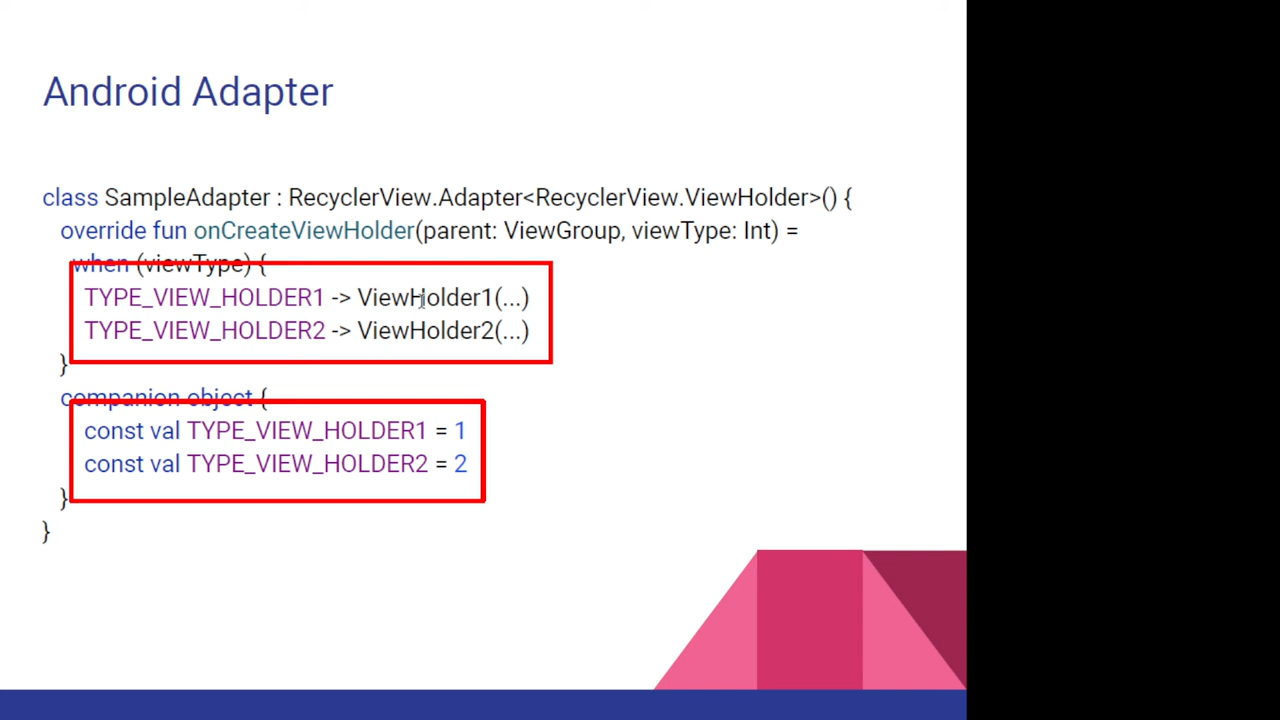 Android Adapter
class SampleAdapter : RecyclerView.Adapter<RecyclerView.ViewHolder>() {
override fun onCreateViewHolder(parent: ViewGroup, viewType: Int) =
when (viewType) {
TYPE_VIEW_HOLDER1 -> ViewHolder1(...)
TYPE_VIEW_HOLDER2 -> ViewHolder2(...)
}
companion object {
const val TYPE_VIEW_HOLDER1 = 1
const val TYPE_VIEW_HOLDER2 = 2
}
}